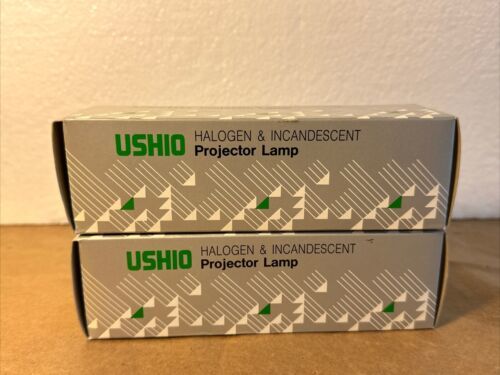 USHIO HALOGEN & INCANDESCENT
Projector Lamp
USHIO HALOGEN & INCANDESCENT
Projector Lamp